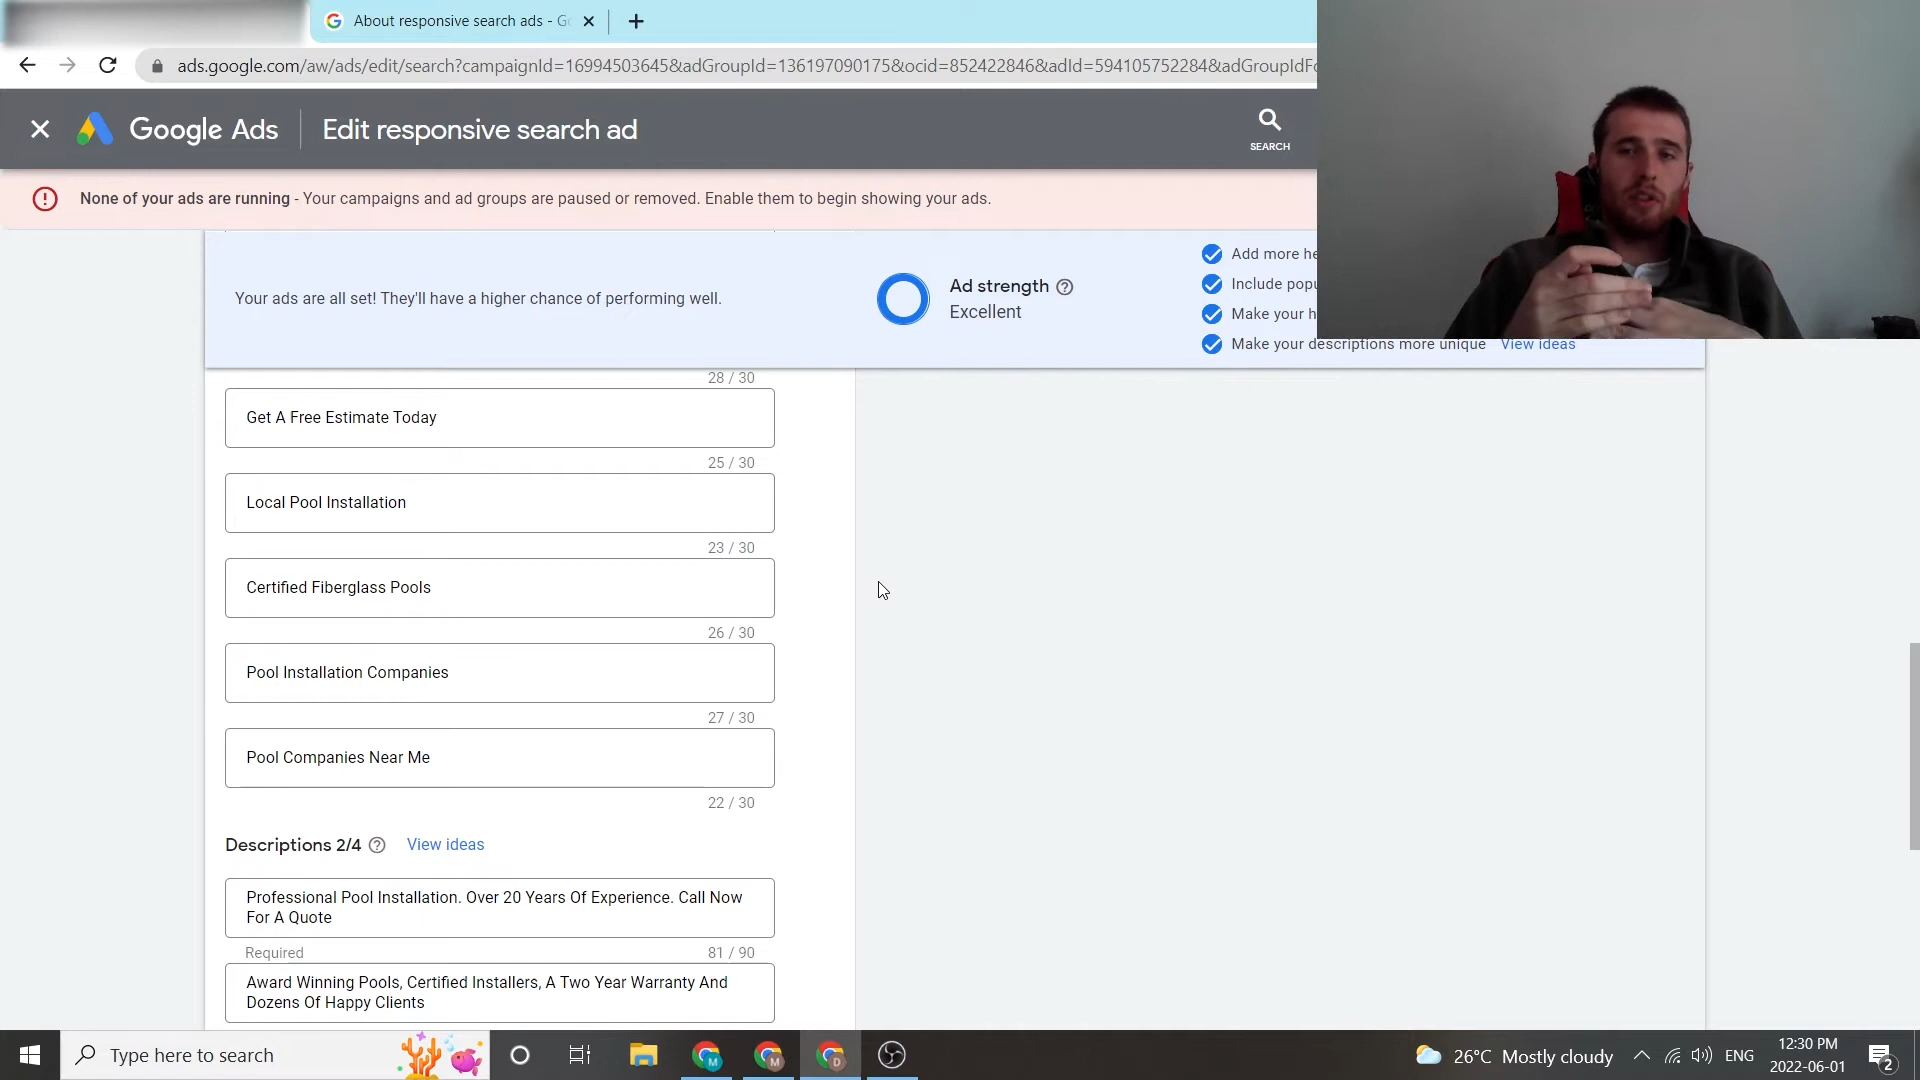 About responsive search ads - Go
ads.google.com/aw/ads/edit/search?campaignId=16994503645&adGroupId=136197090175&ocid=852422846&adId=594105752284&adGroupIdFo
Google Ads
Edit responsive search ad
SEARCH
None of your ads are running - Your campaigns and ad groups are paused or removed. Enable them to begin showing your ads.
Your ads are all set! They'll have a higher chance of performing well.
Ad strength
Excellent
Add more he
Include popu
Make your h
Make your descriptions more unique View ideas
28 / 30
Get A Free Estimate Today
25 / 30
Local Pool Installation
23 / 30
Certified Fiberglass Pools
26 / 30
Pool Installation Companies
27 / 30
Pool Companies Near Me
22 / 30
Descriptions 2/4 View ideas
Professional Pool Installation. Over 20 Years Of Experience. Call Now
For A Quote
Required 81 / 90
Award Winning Pools, Certified Installers, A Two Year Warranty And
Dozens Of Happy Clients
Type here to search
26°C Mostly cloudy
ENG
12:30 PM
2022-06-01
2